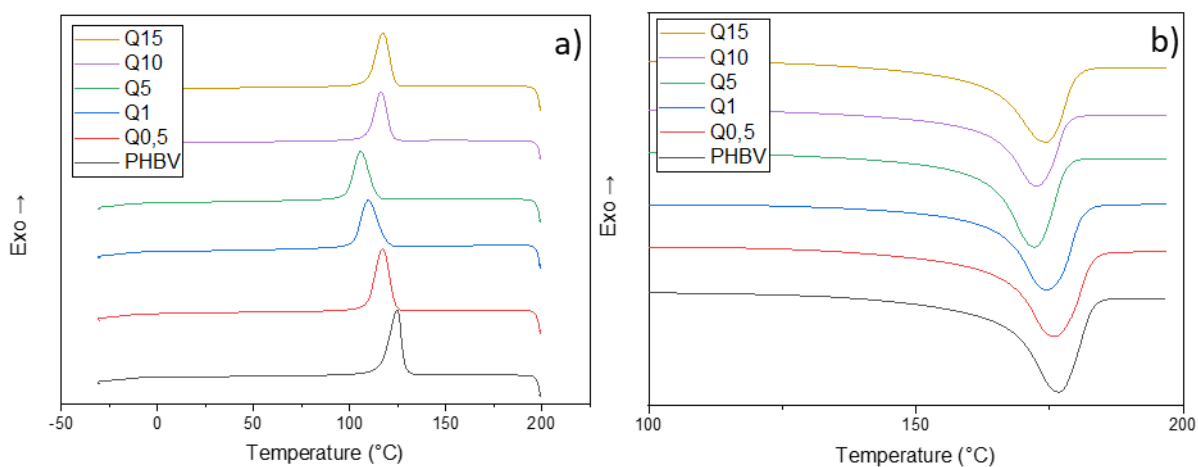 a)
Q15
Q10
Q5
Q1
Q0,5
PHBV
Exo →
-50 0 50 100 150 200
Temperature (°C)
b)
Q15
Q10
Q5
Q1
Q0,5
PHBV
Exo →
100 150 200
Temperature (°C)